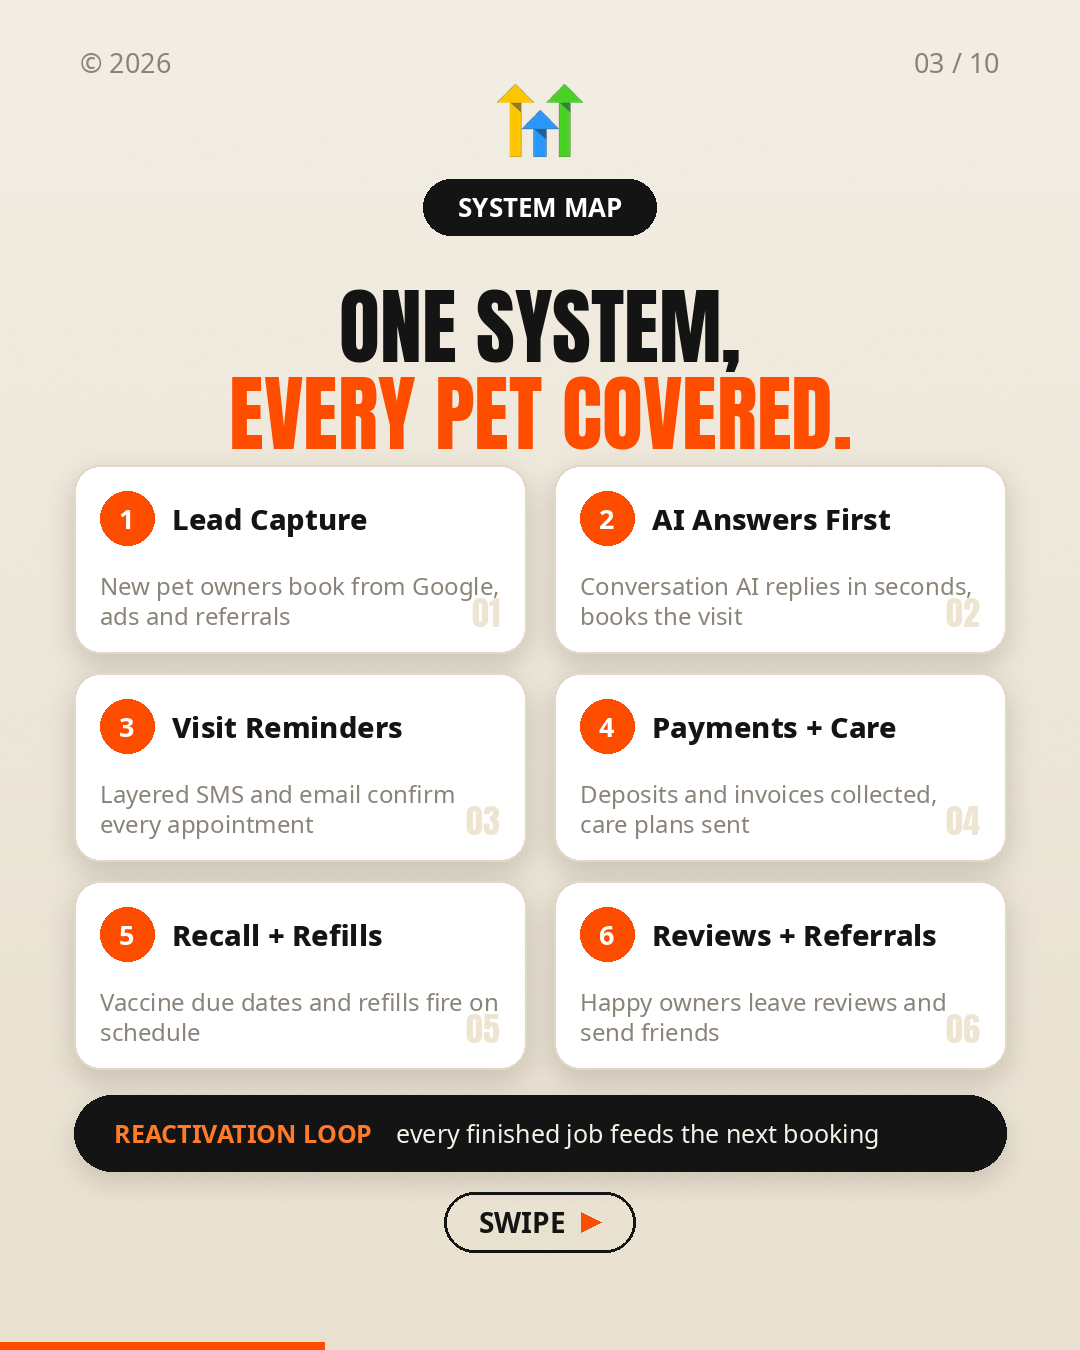 © 2026
03 / 10
SYSTEM MAP
ONE SYSTEM,
EVERY PET COVERED.
1 Lead Capture
New pet owners book from Google,
ads and referrals
01
2 AI Answers First
Conversation AI replies in seconds,
books the visit
02
3 Visit Reminders
Layered SMS and email confirm
every appointment
03
4 Payments + Care
Deposits and invoices collected,
care plans sent
04
5 Recall + Refills
Vaccine due dates and refills fire on
schedule
05
6 Reviews + Referrals
Happy owners leave reviews and
send friends
06
REACTIVATION LOOP every finished job feeds the next booking
SWIPE ▶